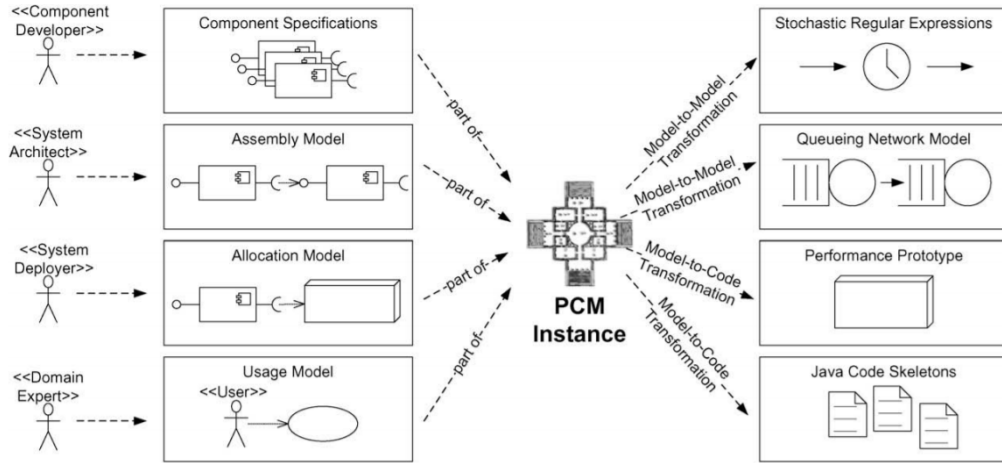 <<Component
Developer>>
Component Specifications
<<System
Architect>>
Assembly Model
<<System
Deployer>>
Allocation Model
<<Domain
Expert>>
Usage Model
<<User>>
part of
part of
part of
part of
PCM
Instance
Model-to-Model
Transformation
Model-to-Model
Transformation
Model-to-Code
Transformation
Model-to-Code
Transformation
Stochastic Regular Expressions
Queueing Network Model
Performance Prototype
Java Code Skeletons